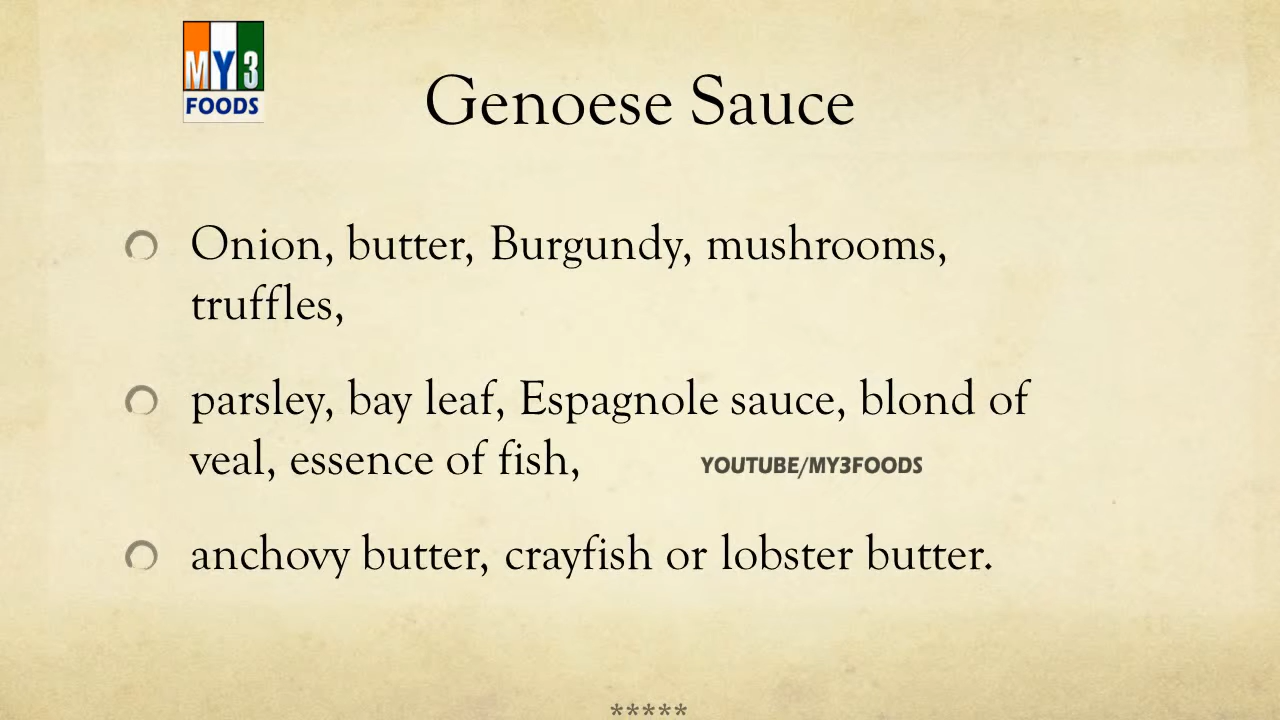 MY3
FOODS
Genoese Sauce
Onion, butter, Burgundy, mushrooms,
truffles,
parsley, bay leaf, Espagnole sauce, blond of
veal, essence of fish,
YOUTUBE/MY3FOODS
anchovy butter, crayfish or lobster butter.
*****